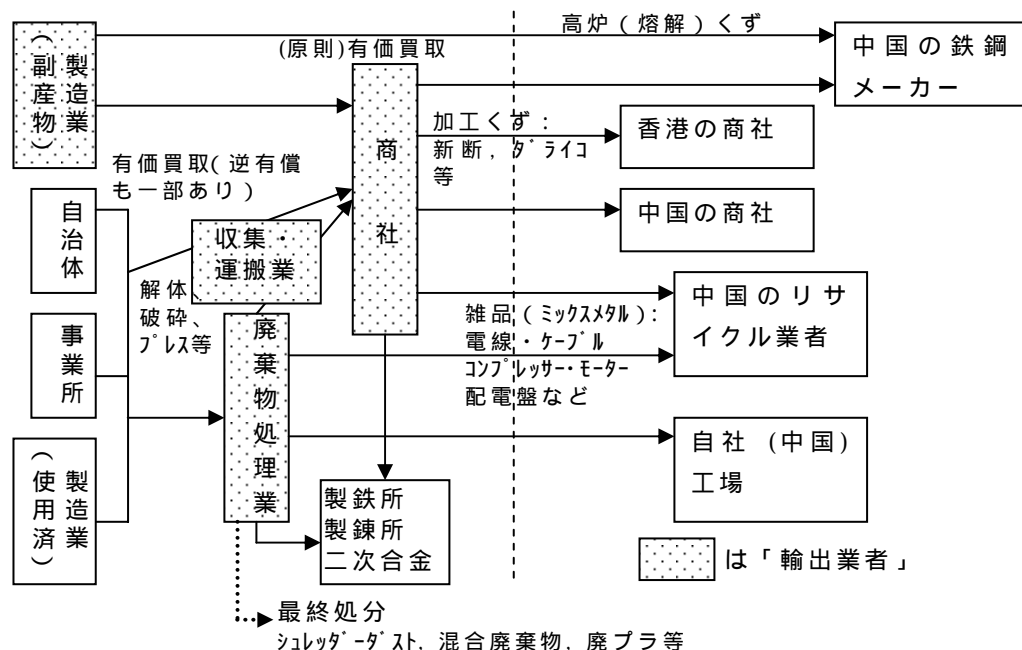 高炉（熔解）くず
中国の鉄鋼
メーカー
製造業
（副産物）
(原則)有価買取
商社
加工くず：
新断，ﾀﾞﾗｲｺ
等
香港の商社
有価買取(逆有償
も一部あり）
自治体
中国の商社
収集・
運搬業
解体、
破砕、
ﾌﾟﾚｽ等
中国のリサ
イクル業者
雑品（ﾐｯｸｽﾒﾀﾙ）：
電線・ｹｰﾌﾞﾙ
ｺﾝﾌﾟﾚｯｻｰ・ﾓｰﾀｰ
配電盤など
事業所
廃棄物処理業
自社（中国）
工場
製造業
（使用済）
製鉄所
製錬所
二次合金
は「輸出業者」
最終処分
ｼｭﾚｯﾀﾞｰﾀﾞｽﾄ，混合廃棄物，廃プラ等